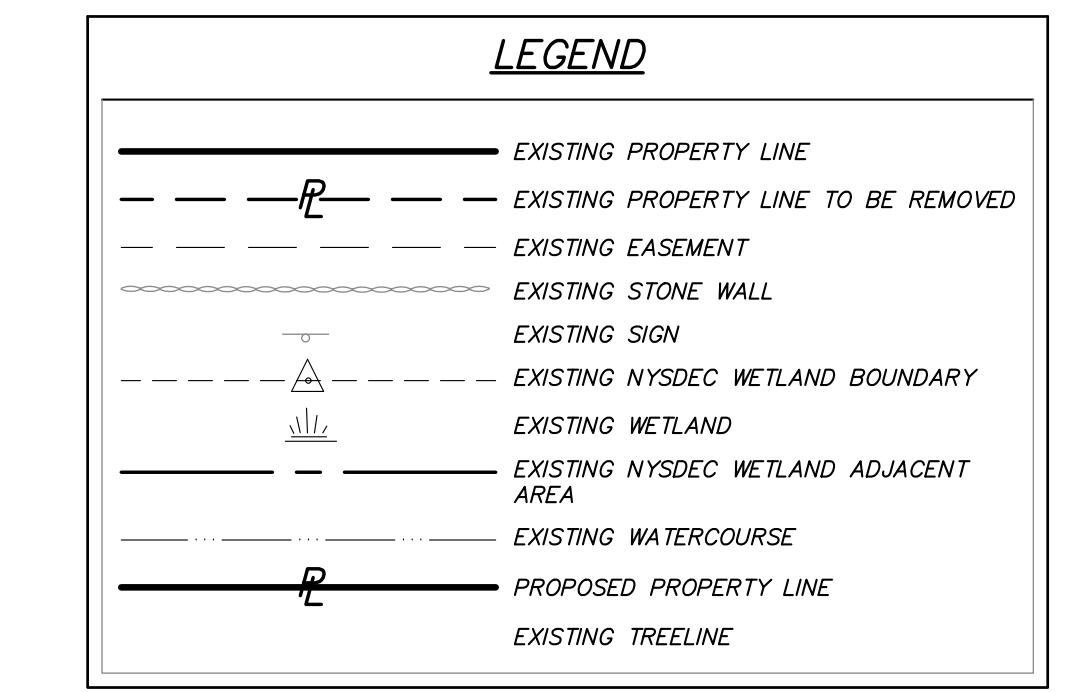 LEGEND
EXISTING PROPERTY LINE
PL EXISTING PROPERTY LINE TO BE REMOVED
EXISTING EASEMENT
EXISTING STONE WALL
EXISTING SIGN
EXISTING NYSDEC WETLAND BOUNDARY
EXISTING WETLAND
EXISTING NYSDEC WETLAND ADJACENT
AREA
EXISTING WATERCOURSE
PL PROPOSED PROPERTY LINE
EXISTING TREELINE